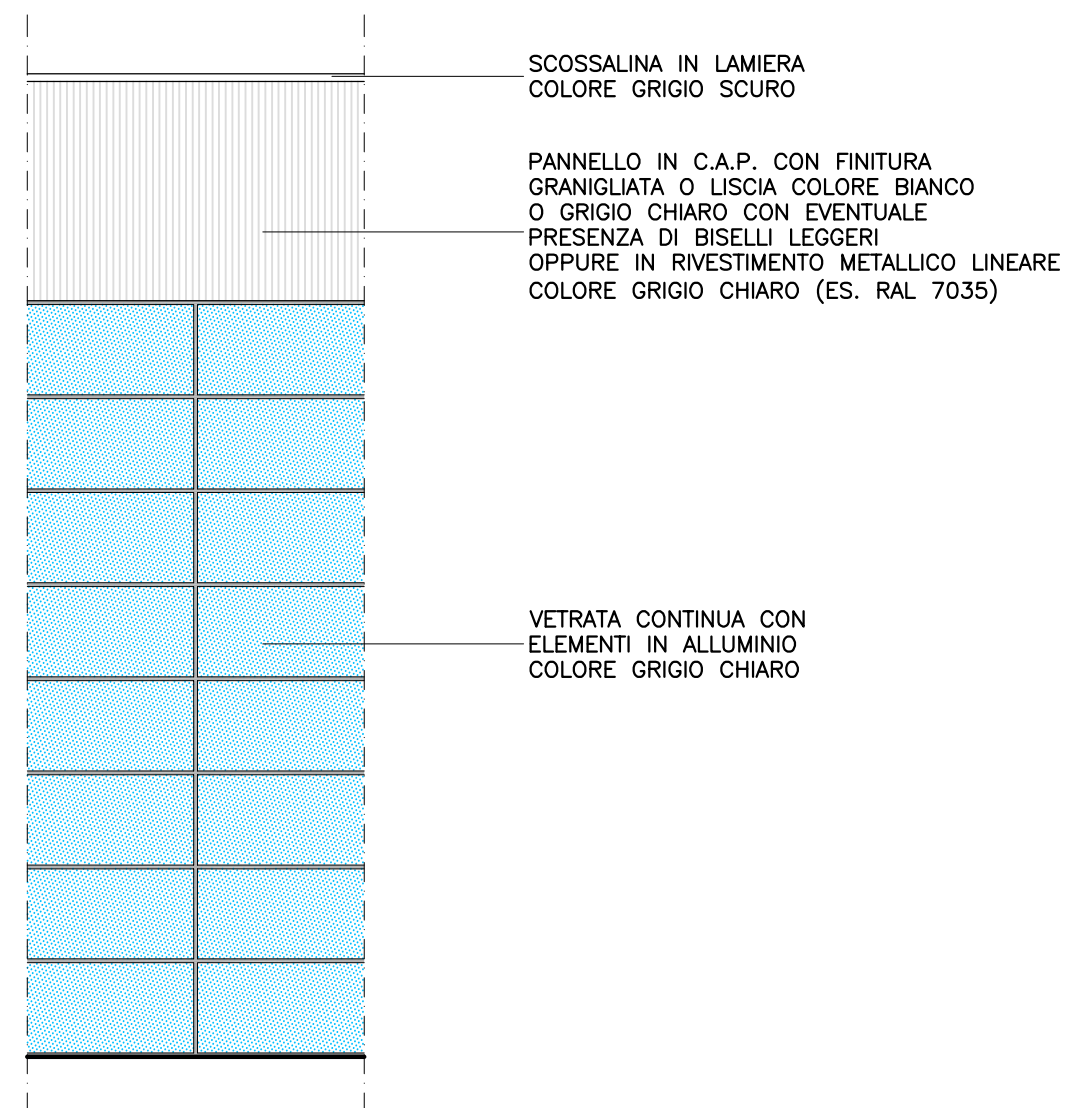 SCOSSALINA IN LAMIERA
COLORE GRIGIO SCURO
PANNELLO IN C.A.P. CON FINITURA
GRANIGLIATA O LISCIA COLORE BIANCO
O GRIGIO CHIARO CON EVENTUALE
PRESENZA DI BISELLI LEGGERI
OPPURE IN RIVESTIMENTO METALLICO LINEARE
COLORE GRIGIO CHIARO (ES. RAL 7035)
VETRATA CONTINUA CON
ELEMENTI IN ALLUMINIO
COLORE GRIGIO CHIARO